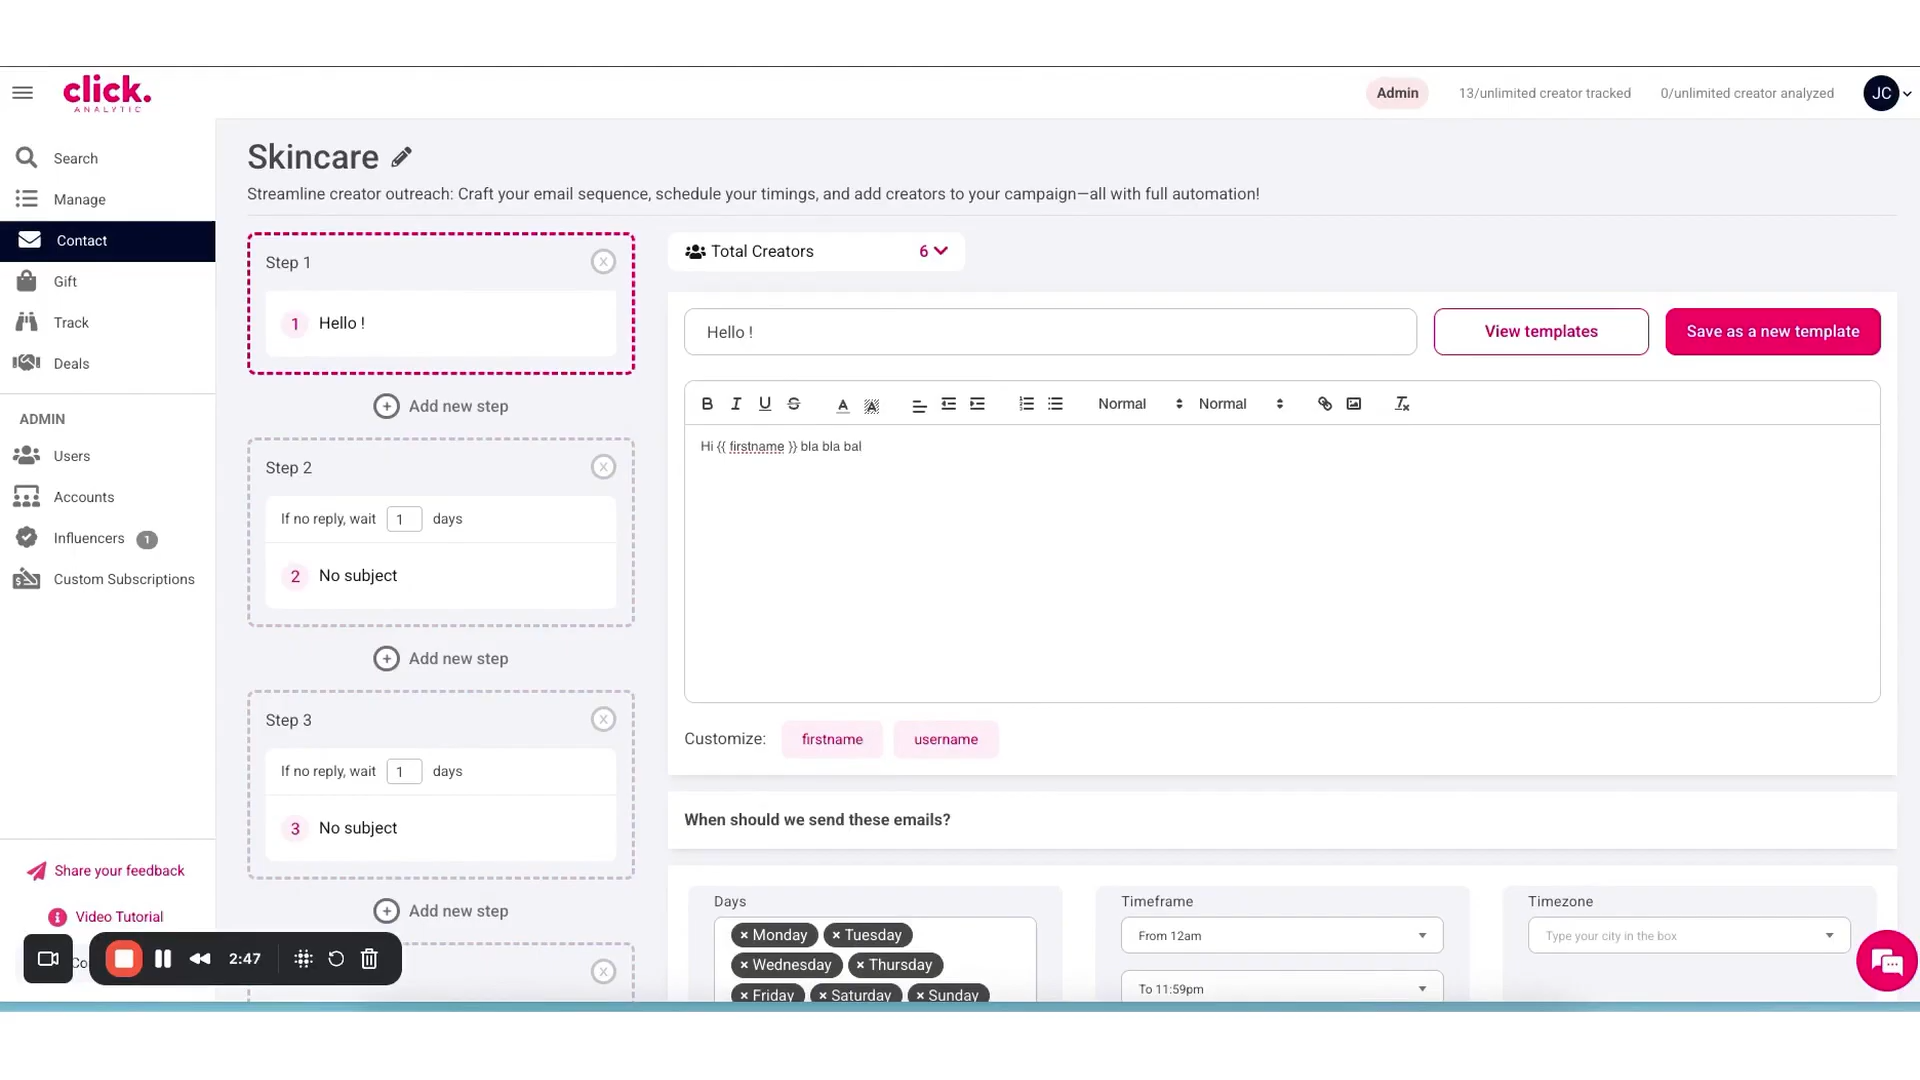 click.
ANALYTIC
Admin
13/unlimited creator tracked
0/unlimited creator analyzed
JC
Search
Manage
Contact
Gift
Track
Deals
ADMIN
Users
Accounts
Influencers 1
Custom Subscriptions
Share your feedback
Video Tutorial
Co
2:47
Skincare
Streamline creator outreach: Craft your email sequence, schedule your timings, and add creators to your campaign—all with full automation!
Step 1
X
1 Hello !
Add new step
Step 2
X
If no reply, wait 1 days
2 No subject
Add new step
Step 3
X
If no reply, wait 1 days
3 No subject
Add new step
X
Total Creators 6
Hello !
View templates
Save as a new template
B I U S A A Normal Normal
Hi {{ firstname }} bla bla bal
Customize: firstname username
When should we send these emails?
Days
× Monday × Tuesday
× Wednesday × Thursday
× Friday × Saturday × Sunday
Timeframe
From 12am
To 11:59pm
Timezone
Type your city in the box